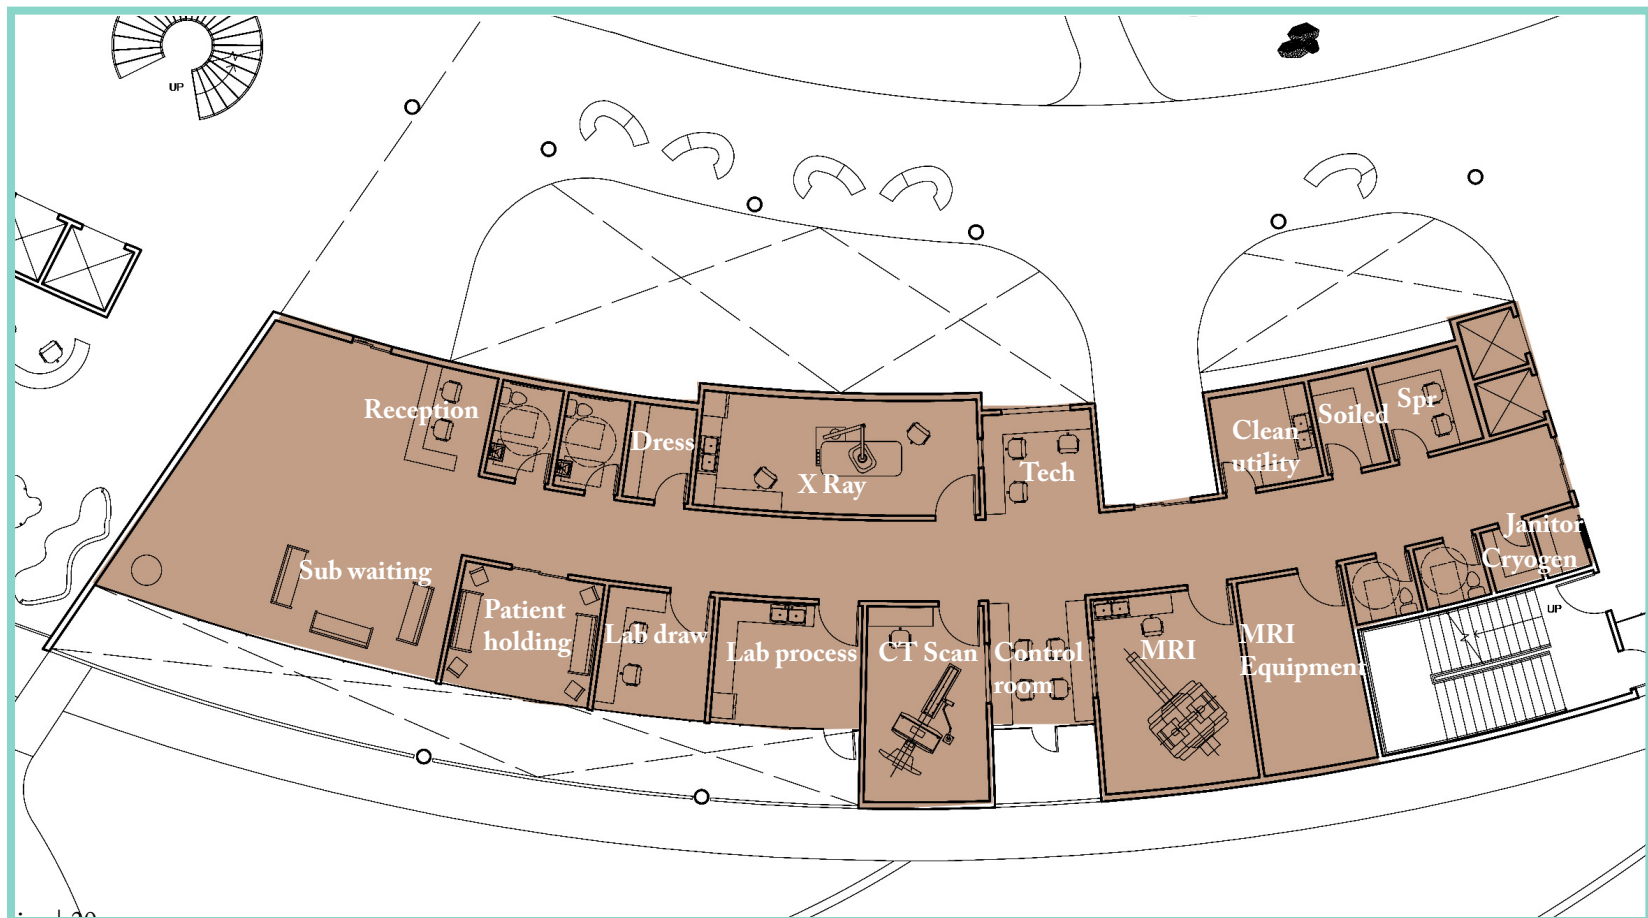 UP
Reception
Dress
X Ray
Tech
Clean
utility
Soiled
Spr
Janitor
Cryogen
Sub waiting
Patient
holding
Lab draw
Lab process
CT Scan
Control
room
MRI
MRI
Equipment
UP